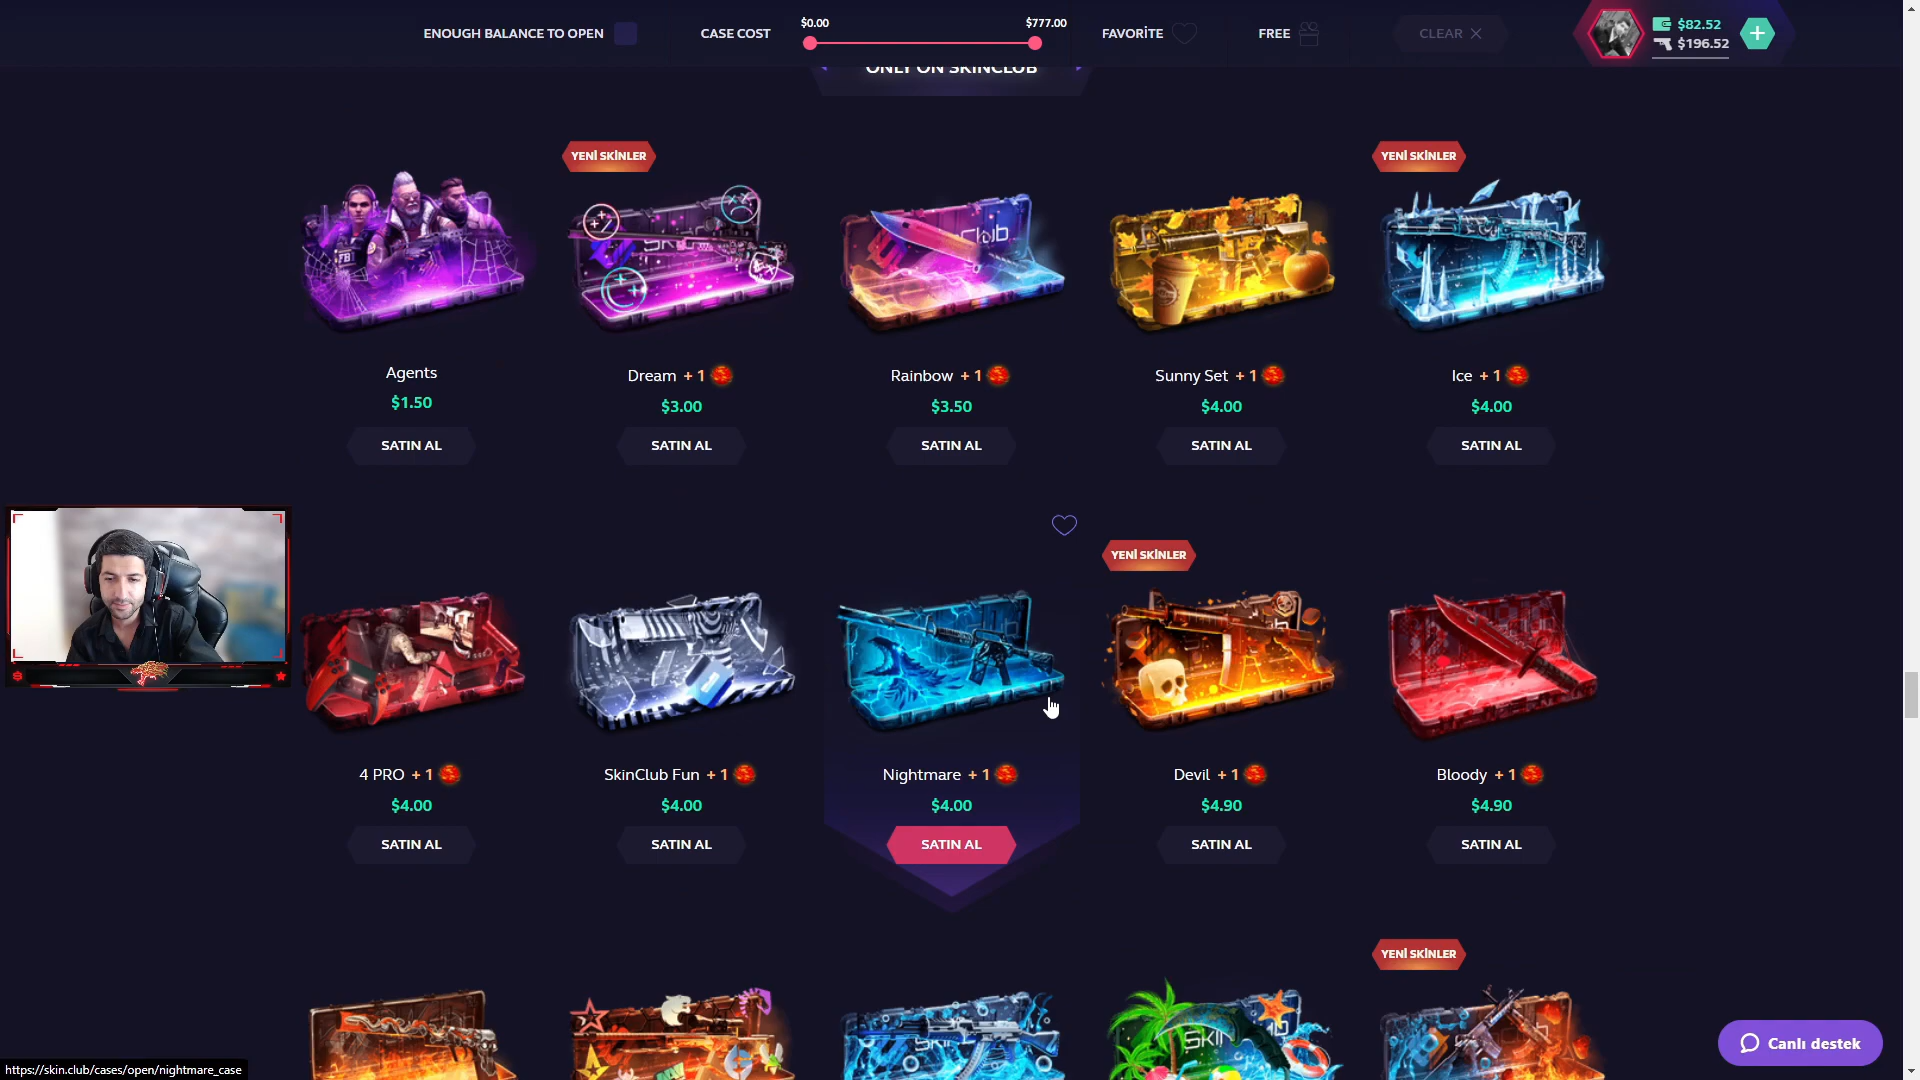 ENOUGH BALANCE TO OPEN
CASE COST
$0.00
$777.00
FAVORİTE
FREE
CLEAR
$82.52
$196.52
ONLY ON SKINCLUB
YENİ SKİNLER
YENİ SKİNLER
Agents
$1.50
SATIN AL
Dream + 1
$3.00
SATIN AL
Rainbow + 1
$3.50
SATIN AL
Sunny Set + 1
$4.00
SATIN AL
Ice + 1
$4.00
SATIN AL
YENİ SKİNLER
4 PRO + 1
$4.00
SATIN AL
SkinClub Fun + 1
$4.00
SATIN AL
Nightmare + 1
$4.00
SATIN AL
Devil + 1
$4.90
SATIN AL
Bloody + 1
$4.90
SATIN AL
YENİ SKİNLER
Canlı destek
https://skin.club/cases/open/nightmare_case